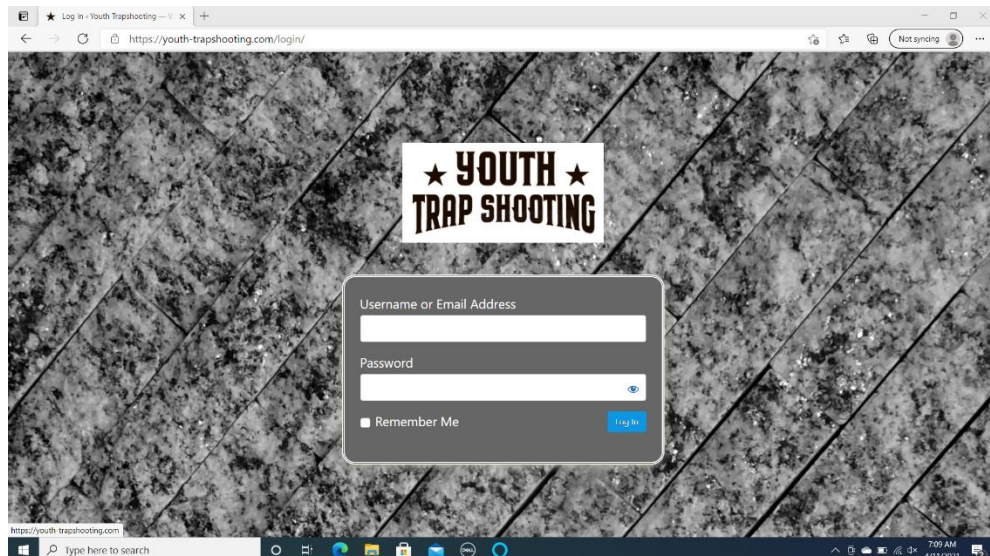 Log In ‹ Youth Trapshooting —
https://youth-trapshooting.com/login/
Not syncing
★ YOUTH ★
TRAP SHOOTING
Username or Email Address
Password
Remember Me
Log In
https://youth-trapshooting.com
Type here to search
DELL
7:09 AM